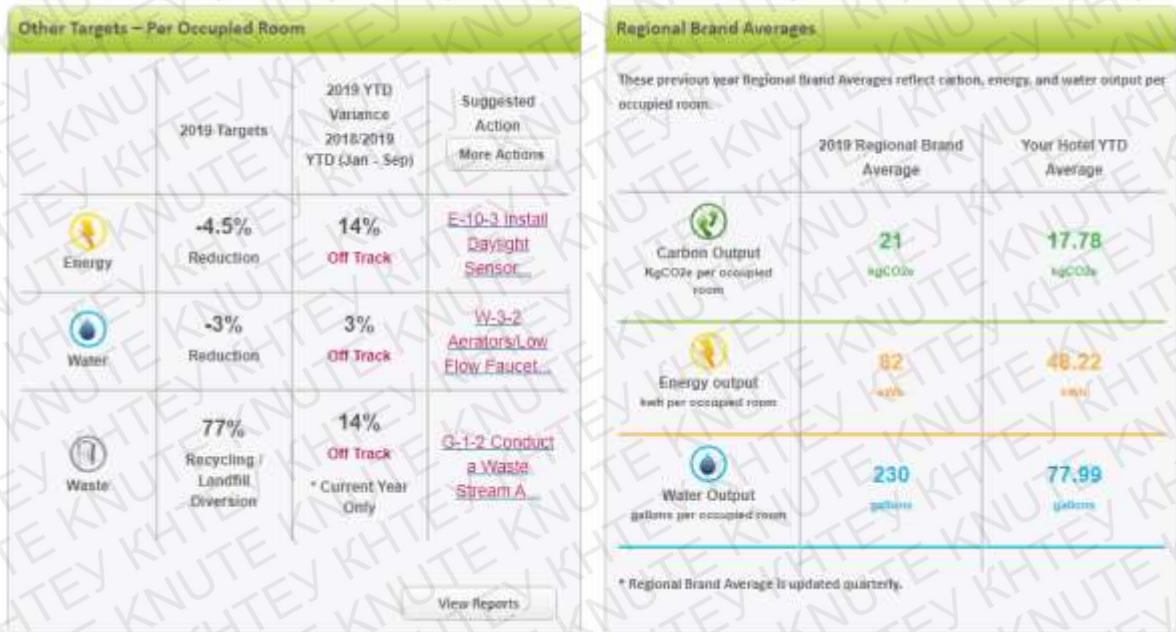 Other Targets – Per Occupied Room
2019 Targets
2019 YTD
Variance
2018/2019
YTD (Jan - Sep)
Suggested
Action
More Actions
Energy
-4.5%
Reduction
14%
Off Track
E-10-3 Install
Daylight
Sensor...
Water
-3%
Reduction
3%
Off Track
W-3-2
Aerators/Low
Flow Faucet...
Waste
77%
Recycling /
Landfill
Diversion
14%
Off Track
* Current Year
Only
G-1-2 Conduct
a Waste
Stream A...
View Reports
Regional Brand Averages
These previous year Regional Brand Averages reflect carbon, energy, and water output per
occupied room.
2019 Regional Brand
Average
Your Hotel YTD
Average
Carbon Output
KgCO2e per occupied
room
21
kgCO2e
17.78
kgCO2e
Energy output
kwh per occupied room
82
kWh
48.22
kWh
Water Output
gallons per occupied room
230
gallons
77.99
gallons
* Regional Brand Average is updated quarterly.
KNUTE KHTEY